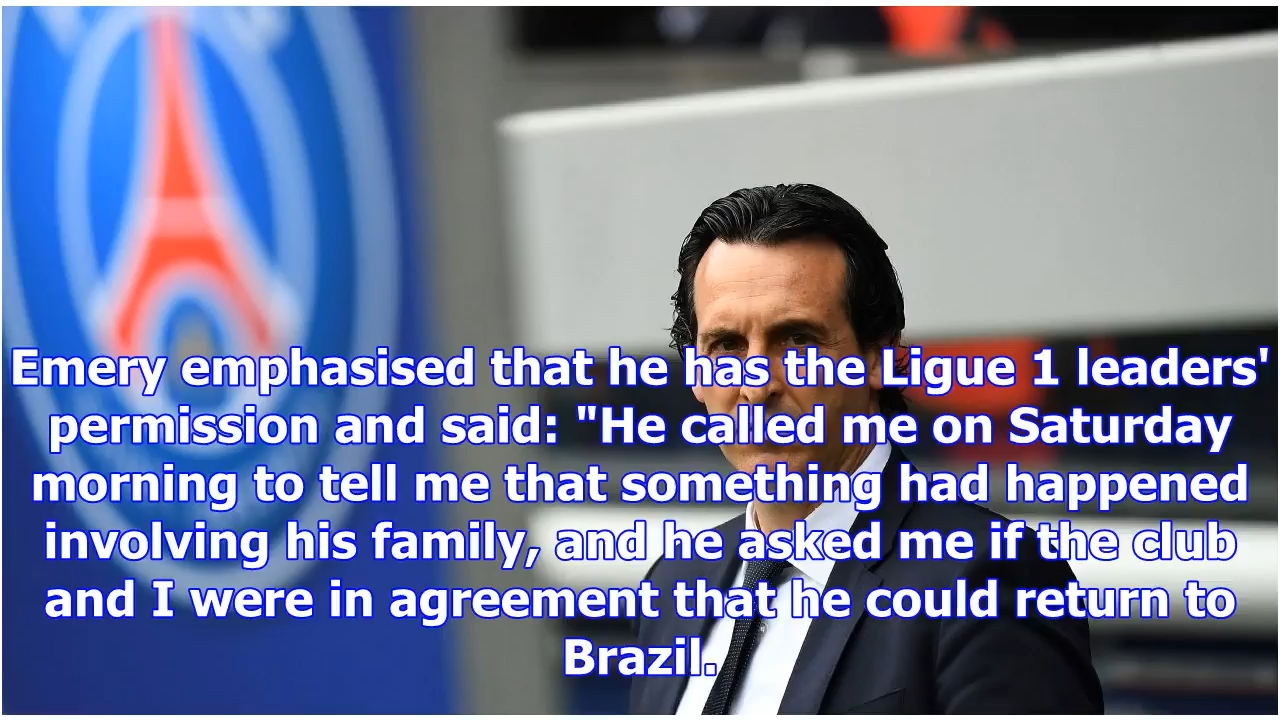 Emery emphasised that he has the Ligue 1 leaders'
permission and said: "He called me on Saturday
morning to tell me that something had happened
involving his family, and he asked me if the club
and I were in agreement that he could return to
Brazil.